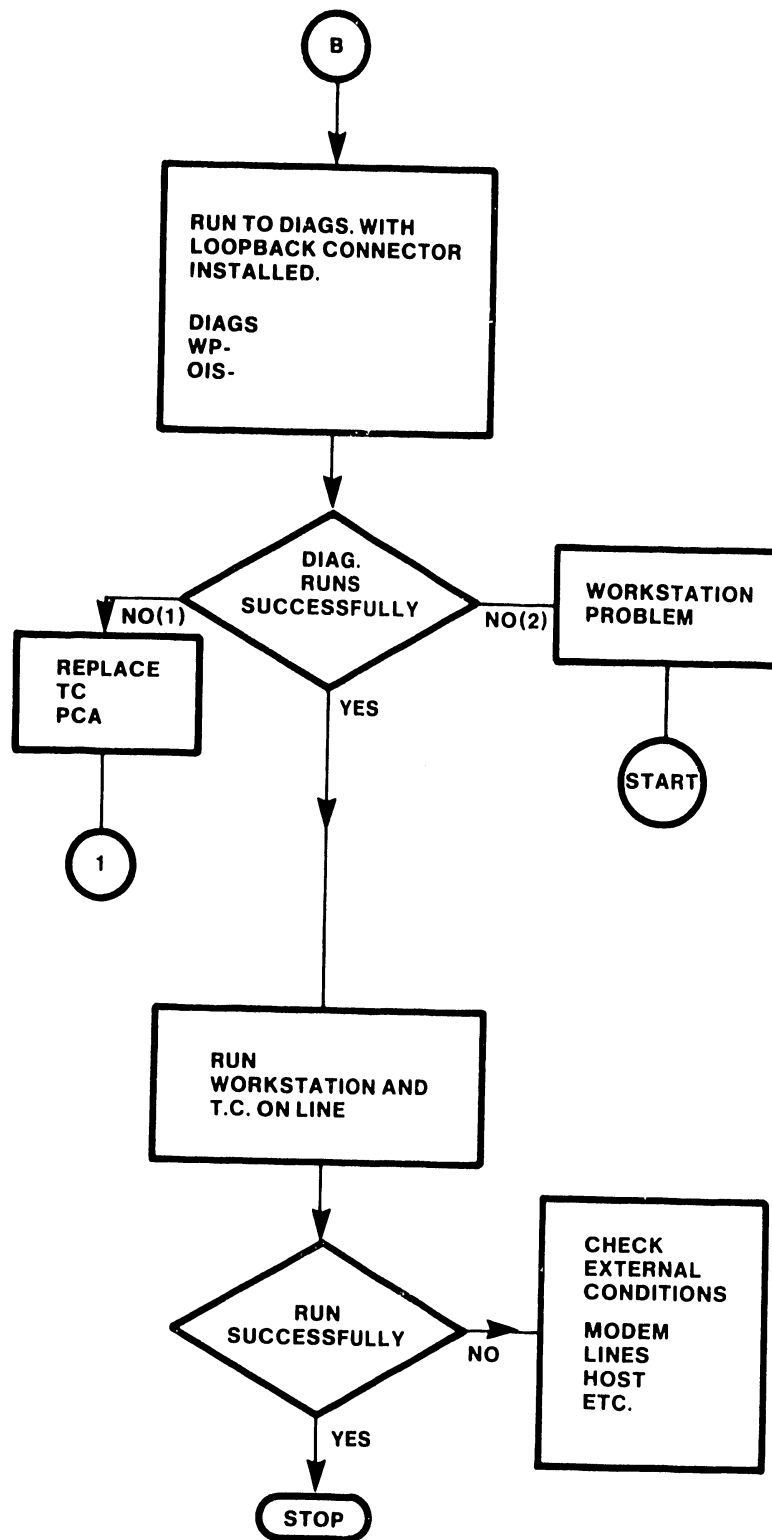 B
RUN TO DIAGS. WITH
LOOPBACK CONNECTOR
INSTALLED.
DIAGS
WP-
OIS-
DIAG.
RUNS
SUCCESSFULLY
NO(1)
NO(2)
WORKSTATION
PROBLEM
REPLACE
TC
PCA
YES
START
1
RUN
WORKSTATION AND
T.C. ON LINE
RUN
SUCCESSFULLY
NO
CHECK
EXTERNAL
CONDITIONS
MODEM
LINES
HOST
ETC.
YES
STOP